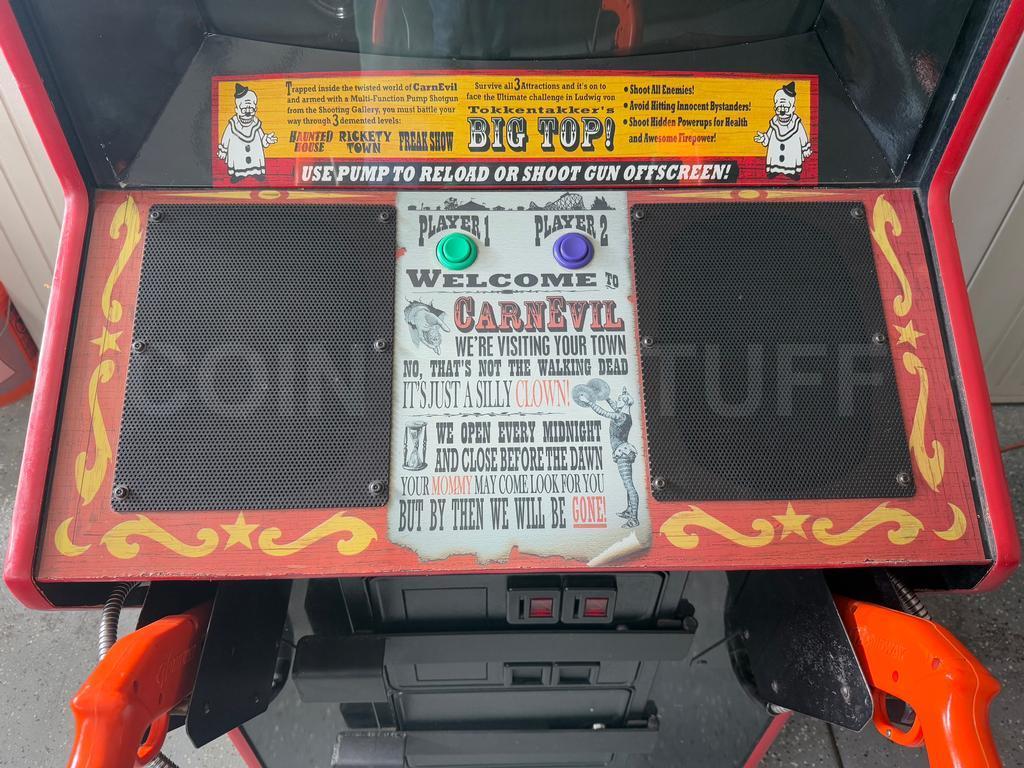 Trapped inside the twisted world of CarnEvil
and armed with a Multi-Function Pump Shotgun
from the Shooting Gallery, you must battle your
way through 3 demented levels:
HAUNTED HOUSE RICKETY TOWN FREAK SHOW
Survive all 3 Attractions and it's on to
face the Ultimate challenge in Ludwig von
Tokkentakker's
BIG TOP!
• Shoot All Enemies!
• Avoid Hitting Innocent Bystanders!
• Shoot Hidden Powerups for Health
and Awesome Firepower!
USE PUMP TO RELOAD OR SHOOT GUN OFFSCREEN!
PLAYER 1 PLAYER 2
WELCOME TO
CARNEVIL
WE'RE VISITING YOUR TOWN
NO, THAT'S NOT THE WALKING DEAD
IT'S JUST A SILLY CLOWN!
WE OPEN EVERY MIDNIGHT
AND CLOSE BEFORE THE DAWN
YOUR MOMMY MAY COME LOOK FOR YOU
BUT BY THEN WE WILL BE GONE!
MIDWAY